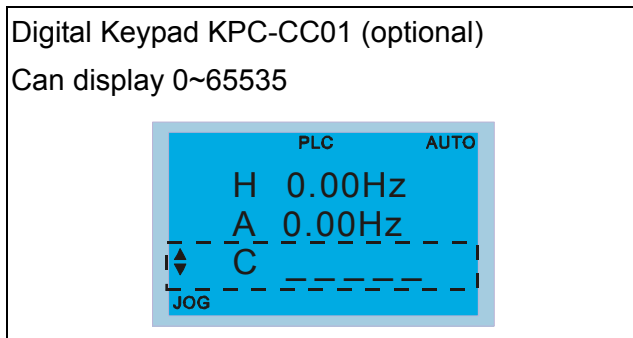 Digital Keypad KPC-CC01 (optional)
Can display 0~65535
PLC AUTO
H 0.00Hz
A 0.00Hz
C _ _ _ _ _
JOG